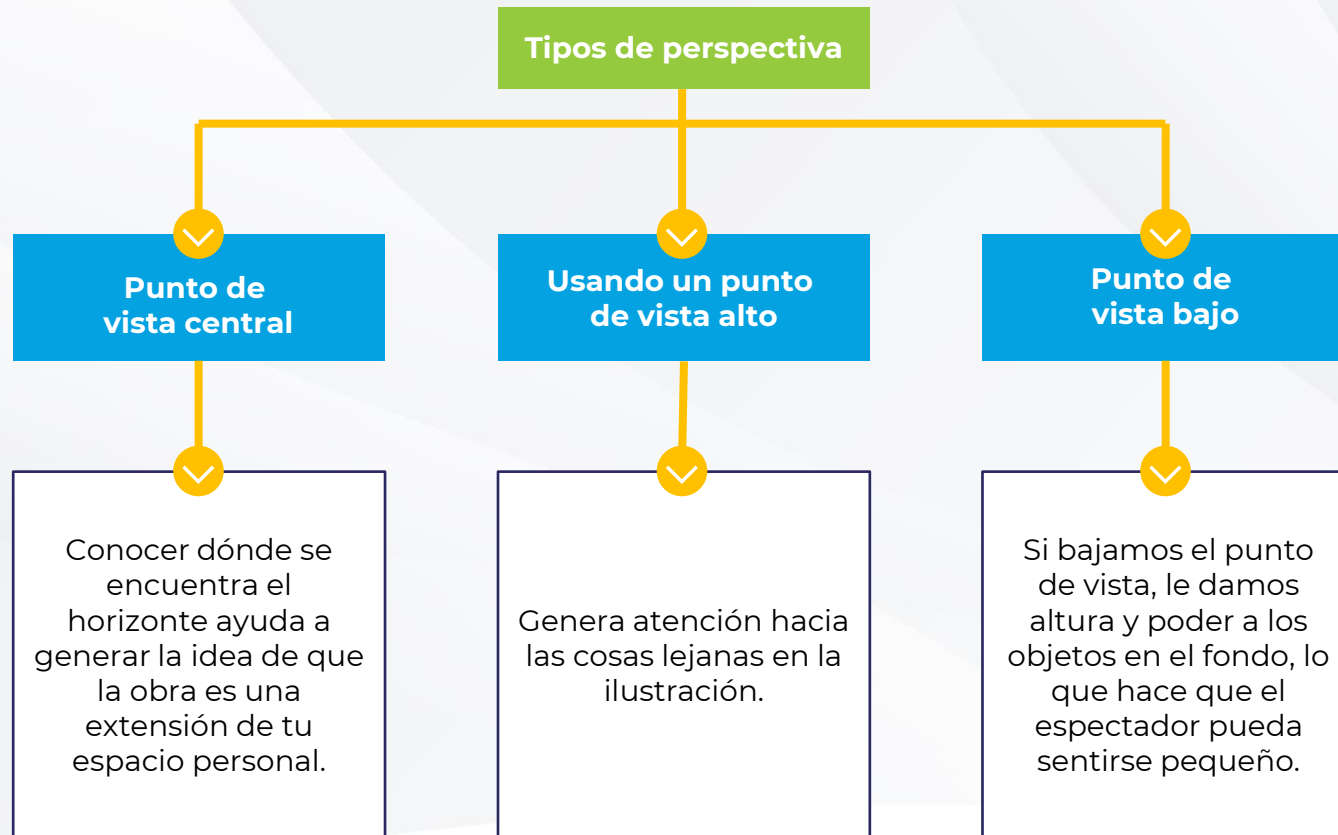 Tipos de perspectiva
Punto de
vista central
Usando un punto
de vista alto
Punto de
vista bajo
Conocer dónde se
encuentra el
horizonte ayuda a
generar la idea de que
la obra es una
extensión de tu
espacio personal.
Genera atención hacia
las cosas lejanas en la
ilustración.
Si bajamos el punto
de vista, le damos
altura y poder a los
objetos en el fondo, lo
que hace que el
espectador pueda
sentirse pequeño.